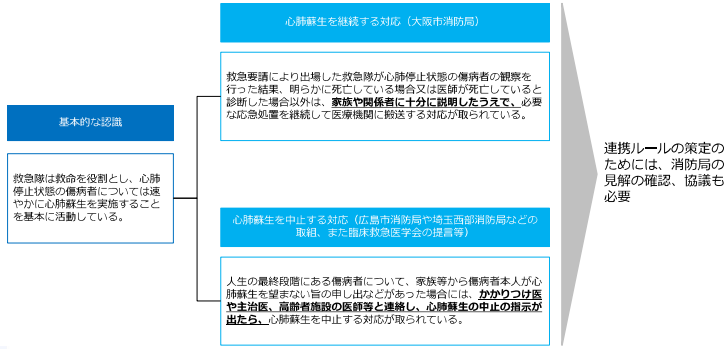 基本的な認識
救急隊は救命を役割とし、心肺
停止状態の傷病者については速
やかに心肺蘇生を実施すること
を基本に活動している。
心肺蘇生を継続する対応（大阪市消防局）
救急要請により出場した救急隊が心肺停止状態の傷病者の観察を
行った結果、明らかに死亡している場合又は医師が死亡していると
診断した場合以外は、家族や関係者に十分に説明したうえで、必要
な応急処置を継続して医療機関に搬送する対応が取られている。
心肺蘇生を中止する対応（広島市消防局や埼玉西部消防局などの
取組、また臨床救急医学会の提言等）
人生の最終段階にある傷病者について、家族等から傷病者本人が心
肺蘇生を望まない旨の申し出などがあった場合には、かかりつけ医
や主治医、高齢者施設の医師等と連絡し、心肺蘇生の中止の指示が
出たら、心肺蘇生を中止する対応が取られている。
連携ルールの策定の
ためには、消防局の
見解の確認、協議も
必要